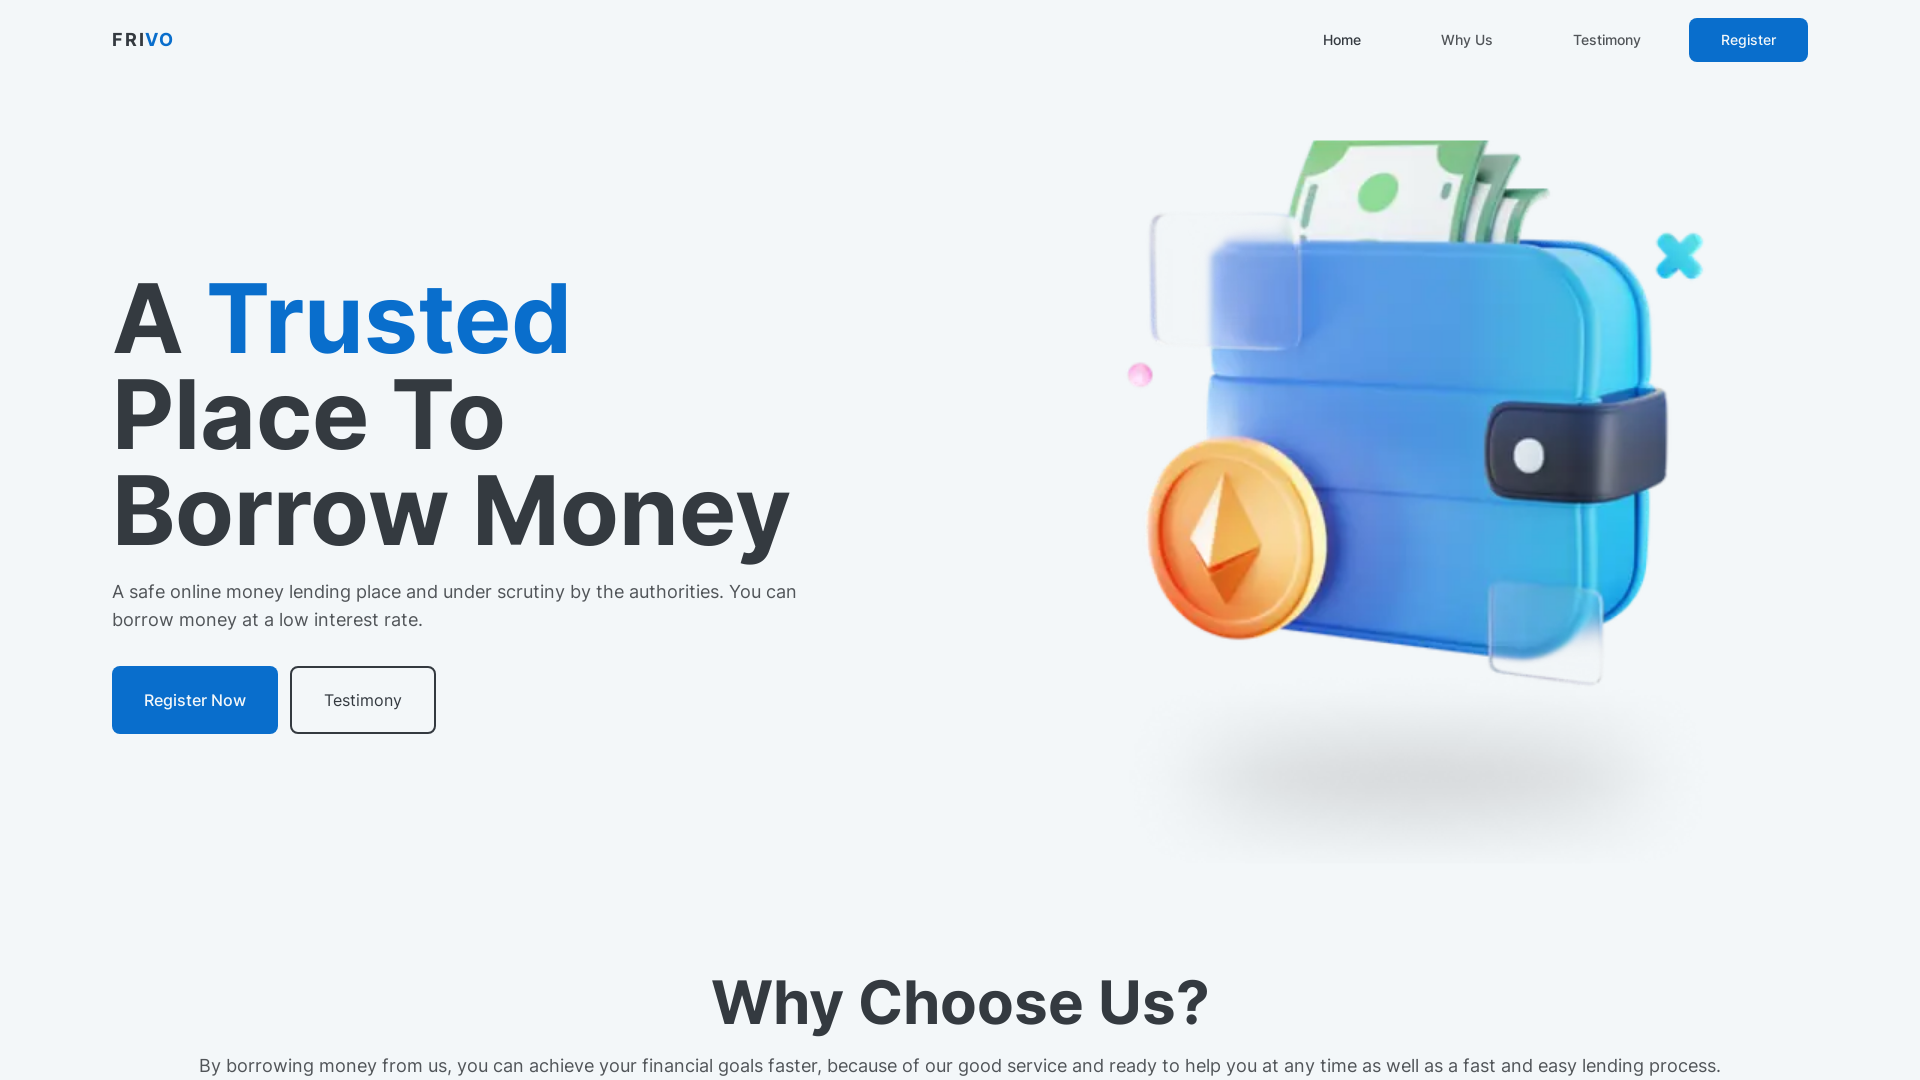 FRIVO
Home
Why Us
Testimony
Register
A Trusted
Place To
Borrow Money
A safe online money lending place and under scrutiny by the authorities. You can
borrow money at a low interest rate.
Register Now
Testimony
Why Choose Us?
By borrowing money from us, you can achieve your financial goals faster, because of our good service and ready to help you at any time as well as a fast and easy lending process.